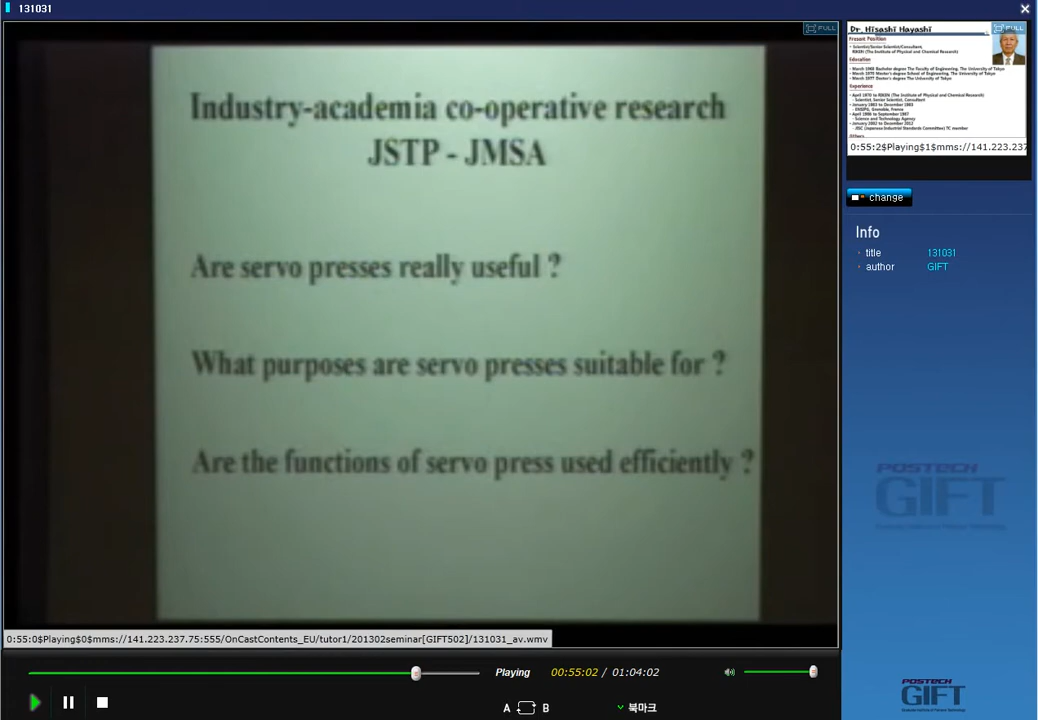 131031
FULL
Industry-academia co-operative research
JSTP - JMSA
Are servo presses really useful ?
What purposes are servo presses suitable for ?
Are the functions of servo press used efficiently ?
0:55:0$Playing$0$mms://141.223.237.75:555/OnCastContents_EU/tutor1/201302seminar[GIFT502]/131031_av.wmv
Playing
00:55:02 / 01:04:02
A B
북마크
Dr. Hisashi Hayashi
FULL
Present Position
Scientist/Senior Scientist/Consultant,
RIKEN (The Institute of Physical and Chemical Research)
Education
March 1968 Bachelor degree The Faculty of Engineering, The University of Tokyo
March 1970 Master's degree School of Engineering, The University of Tokyo
March 1977 Doctor's degree The University of Tokyo
Experience
April 1970 to RIKEN (The Institute of Physical and Chemical Research)
Scientist, Senior Scientist, Consultant
January 1983 to December 1983
ENSIPG, Grenoble, France
April 1986 to September 1987
Science and Technology Agency
January 2002 to December 2012
JISC (Japanese Industrial Standards Committee) TC member
Others
0:55:2$Playing$1$mms://141.223.237
change
Info
title 131031
author GIFT
POSTECH
GIFT
POSTECH
GIFT